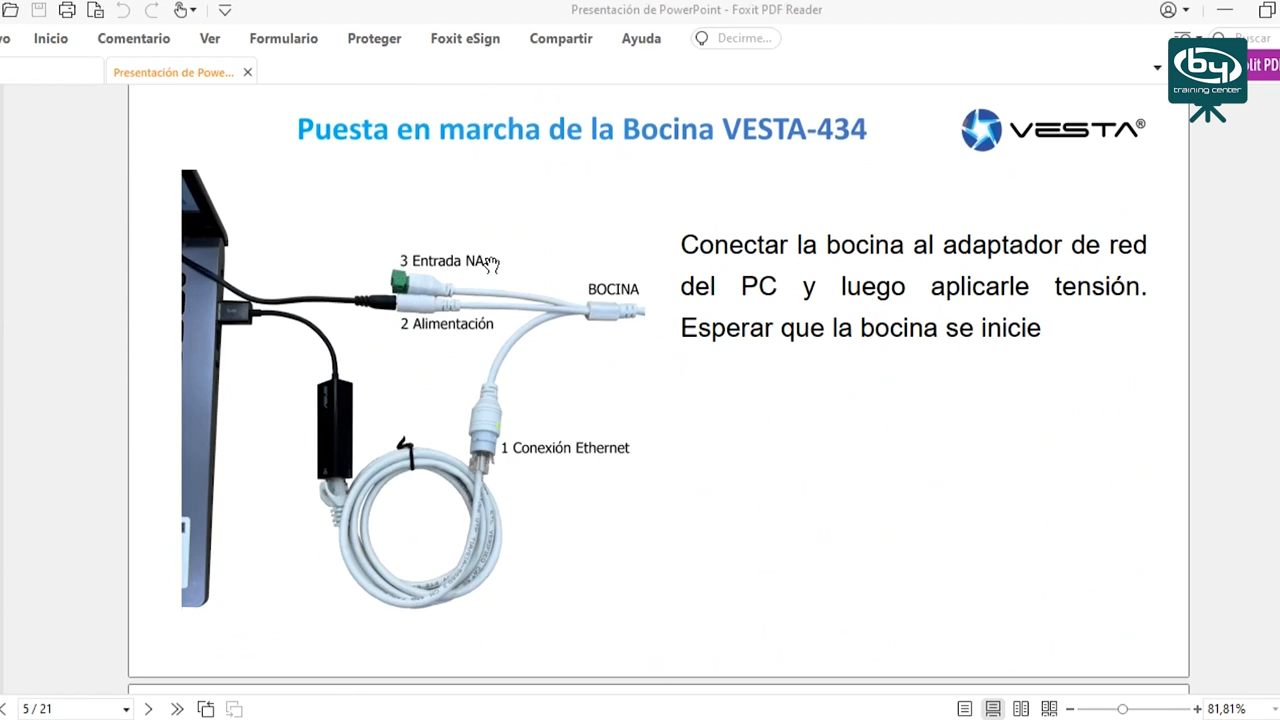 Presentación de PowerPoint - Foxit PDF Reader
Inicio
Comentario
Ver
Formulario
Proteger
Foxit eSign
Compartir
Ayuda
Decirme...
Buscar
Presentación de Powe...
by
training center
Puesta en marcha de la Bocina VESTA-434
VESTA®
3 Entrada NA
BOCINA
2 Alimentación
1 Conexión Ethernet
Conectar la bocina al adaptador de red
del PC y luego aplicarle tensión.
Esperar que la bocina se inicie
5 / 21
81,81%